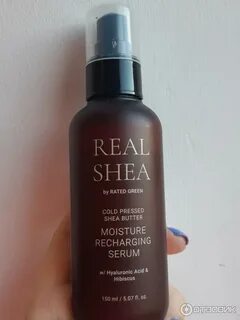 REAL
SHEA
by RATED GREEN
COLD PRESSED
SHEA BUTTER
MOISTURE
RECHARGING
SERUM
w/ Hyaluronic Acid &
Hibiscus
150 ml / 5.07 fl. oz
ОТЗОВИК